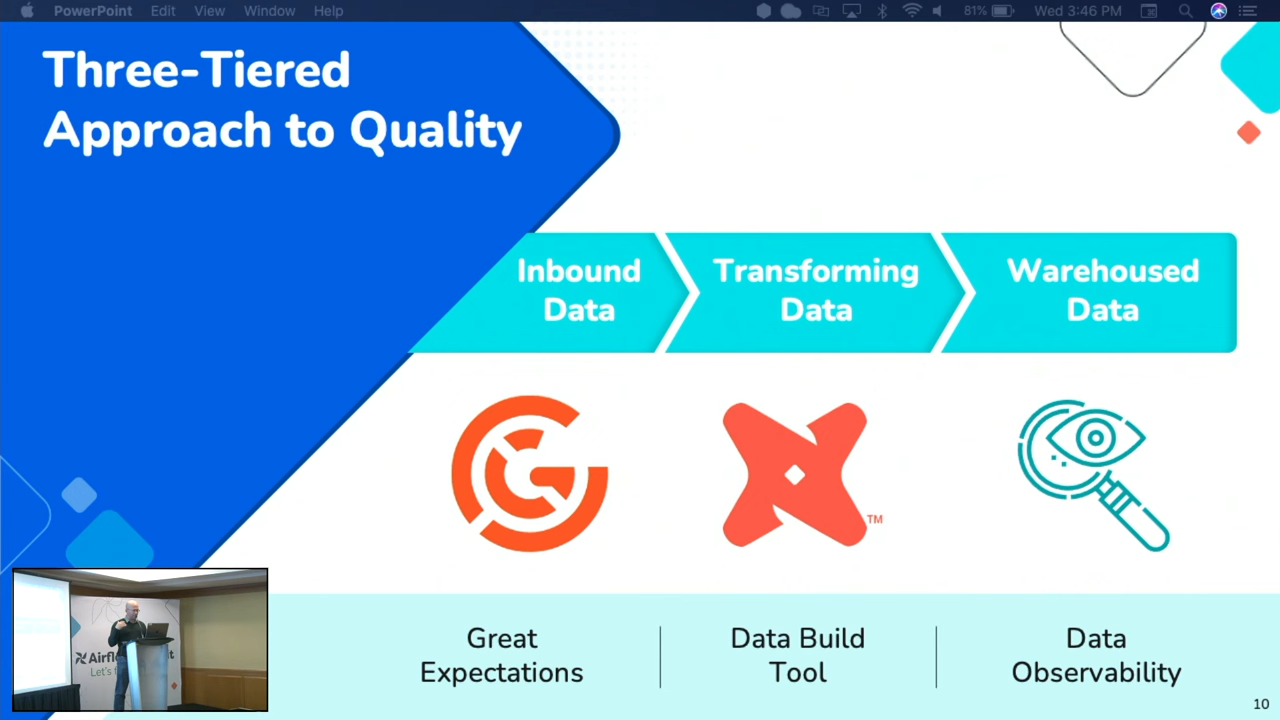 PowerPoint Edit View Window Help 81% Wed 3:46 PM
Three-Tiered
Approach to Quality
Inbound
Data
Transforming
Data
Warehoused
Data
TM
Great
Expectations
Data Build
Tool
Data
Observability
10